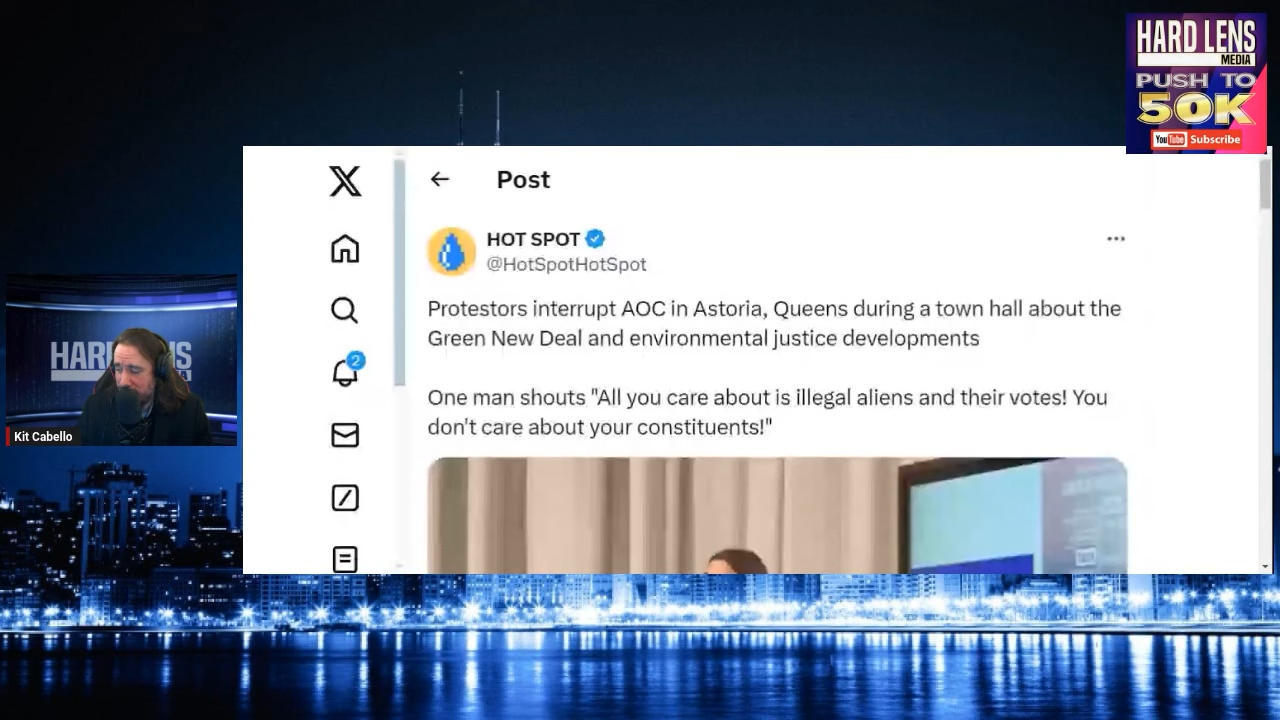 HARD LENS
MEDIA
PUSH TO
50K
YouTube Subscribe
X
Post
HOT SPOT
@HotSpotHotSpot
Protestors interrupt AOC in Astoria, Queens during a town hall about the
Green New Deal and environmental justice developments
One man shouts "All you care about is illegal aliens and their votes! You
don't care about your constituents!"
2
Kit Cabello